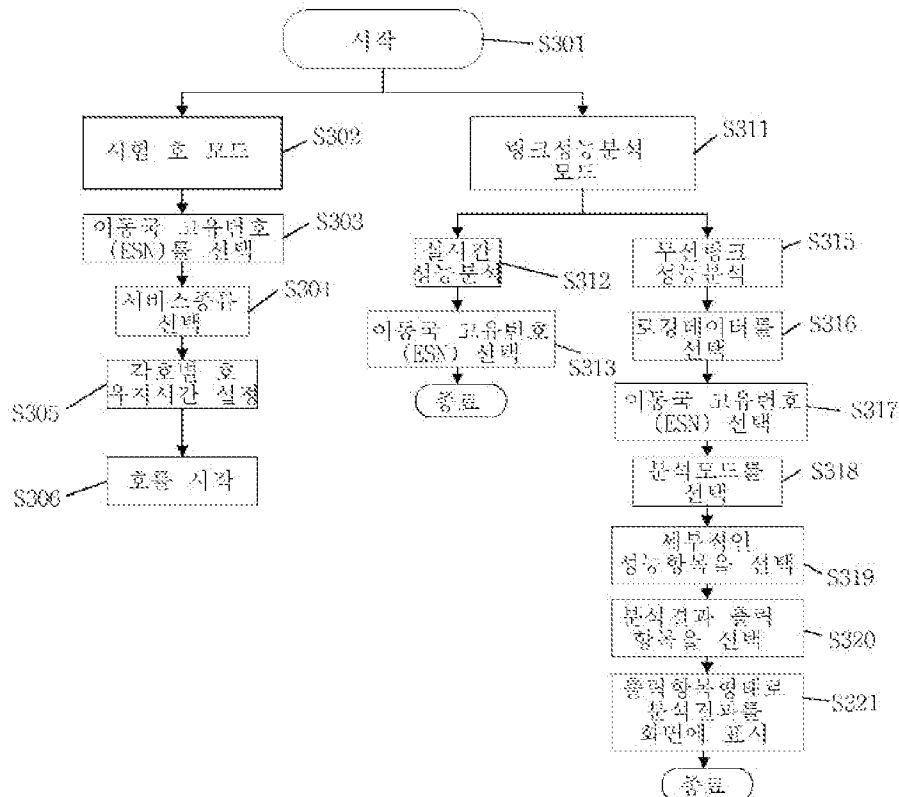 시작
S301
시험 호 모드
S302
이동국 고유번호
(ESN)를 선택
S303
서비스종류
선택
S304
각호별 호
유지시간 설정
S305
호를 시작
S306
링크성능분석
모드
S311
실시간
성능분석
S312
이동국 고유번호
(ESN) 선택
S313
종료
무선링크
성능분석
S315
로깅데이터를
선택
S316
이동국 고유번호
(ESN) 선택
S317
분석모드를
선택
S318
세부적인
성능항목을 선택
S319
분석결과 출력
항목을 선택
S320
출력항목형태로
분석결과를
화면에 표시
S321
종료